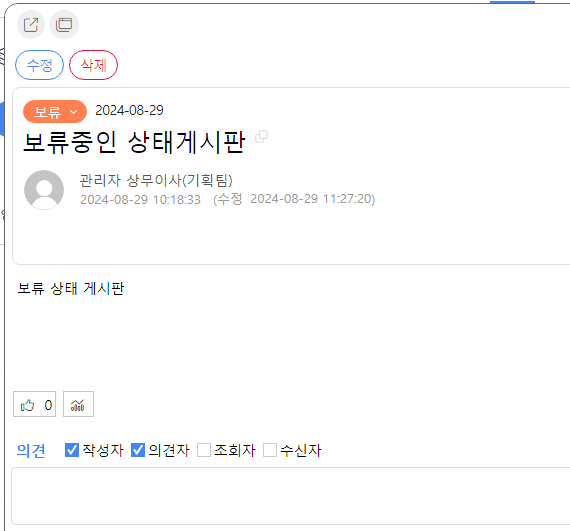 수정 삭제
보류 2024-08-29
보류중인 상태게시판
관리자 상무이사(기획팀)
2024-08-29 10:18:33 (수정 2024-08-29 11:27:20)
보류 상태 게시판
0
의견 작성자 의견자 조회자 수신자